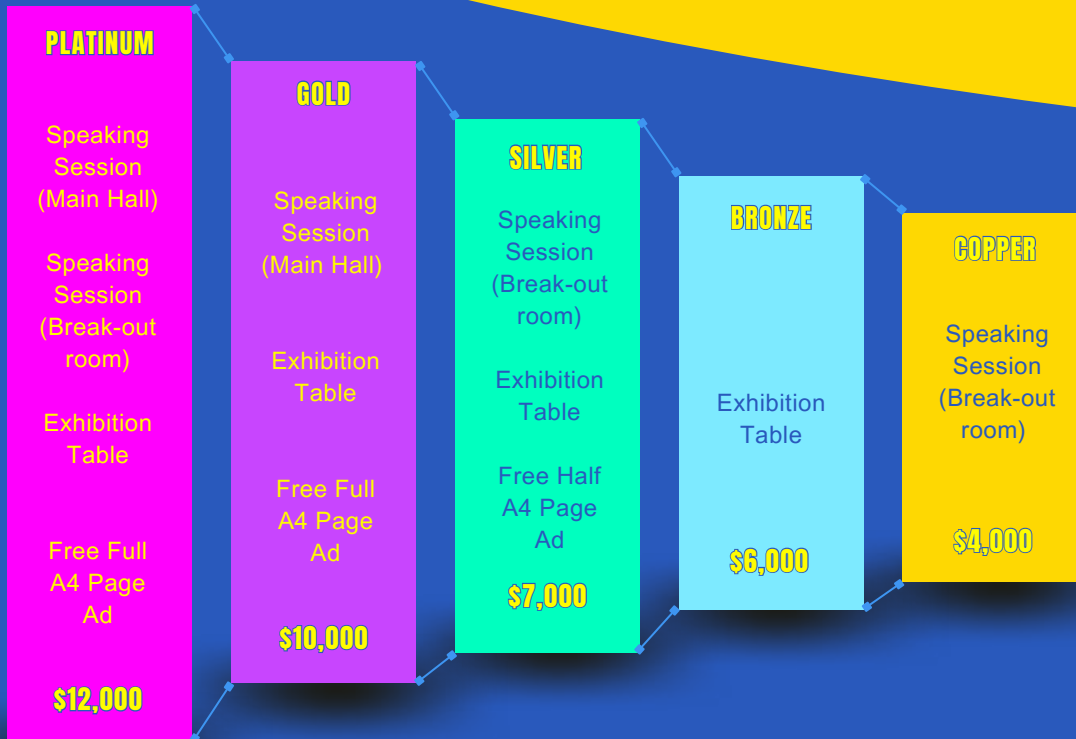 PLATINUM
Speaking
Session
(Main Hall)
Speaking
Session
(Break-out
room)
Exhibition
Table
Free Full
A4 Page
Ad
$12,000
GOLD
Speaking
Session
(Main Hall)
Exhibition
Table
Free Full
A4 Page
Ad
$10,000
SILVER
Speaking
Session
(Break-out
room)
Exhibition
Table
Free Half
A4 Page
Ad
$7,000
BRONZE
Exhibition
Table
$6,000
COPPER
Speaking
Session
(Break-out
room)
$4,000